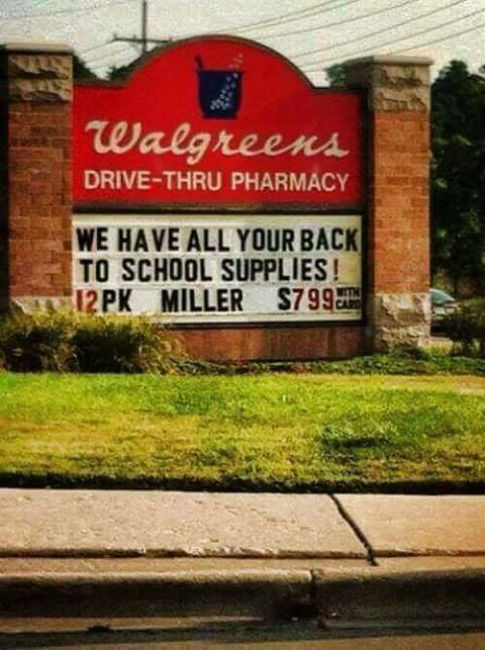 Walgreens
DRIVE-THRU PHARMACY
WE HAVE ALL YOUR BACK
TO SCHOOL SUPPLIES!
12PK MILLER $799 WITH CARD